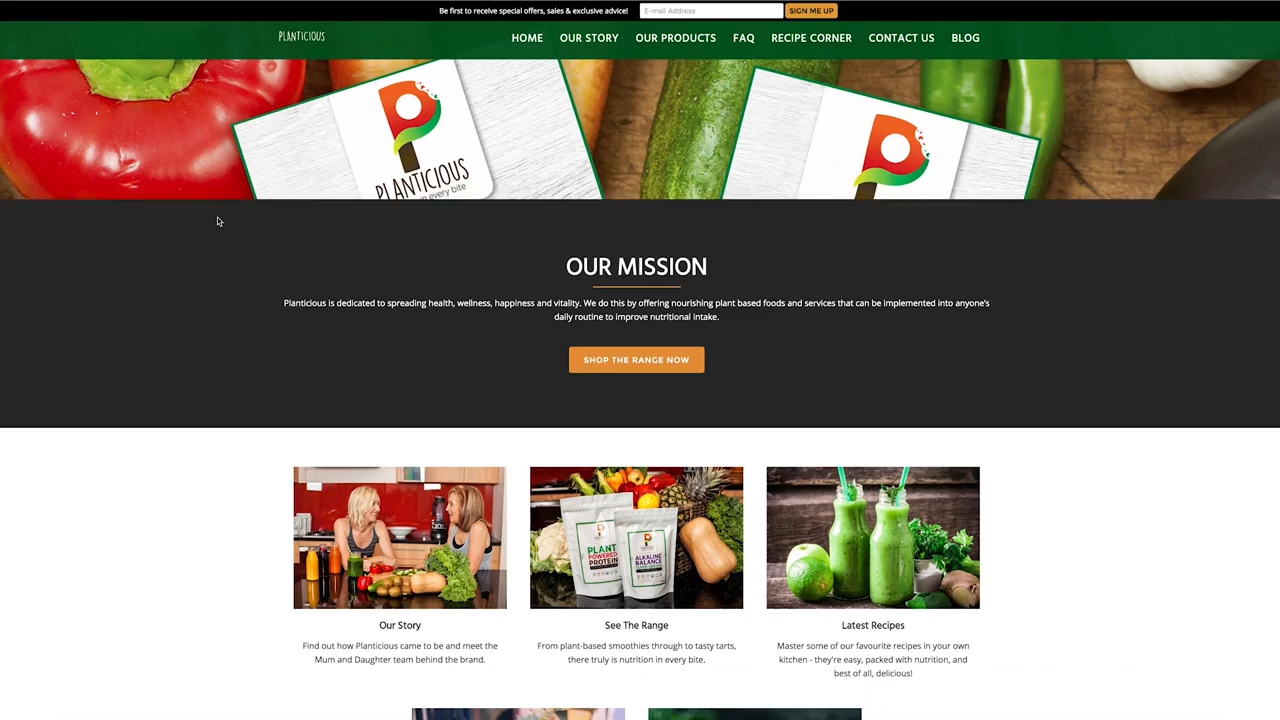 Be first to receive special offers, sales & exclusive advice!
E-mail Address
SIGN ME UP
PLANTICIOUS
HOME
OUR STORY
OUR PRODUCTS
FAQ
RECIPE CORNER
CONTACT US
BLOG
PLANTICIOUS
in every bite
OUR MISSION
Planticious is dedicated to spreading health, wellness, happiness and vitality. We do this by offering nourishing plant based foods and services that can be implemented into anyone's
daily routine to improve nutritional intake.
SHOP THE RANGE NOW
PLANT
POWERED
PROTEIN
ALKALINE
BALANCE
Our Story
Find out how Planticious came to be and meet the
Mum and Daughter team behind the brand.
See The Range
From plant-based smoothies through to tasty tarts,
there truly is nutrition in every bite.
Latest Recipes
Master some of our favourite recipes in your own
kitchen - they're easy, packed with nutrition, and
best of all, delicious!